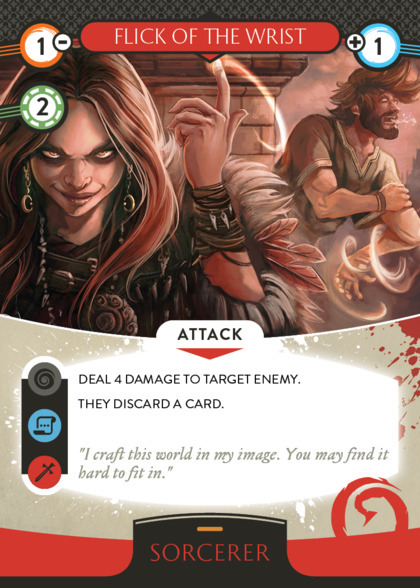 1 - FLICK OF THE WRIST + 1
2
ATTACK
DEAL 4 DAMAGE TO TARGET ENEMY.
THEY DISCARD A CARD.
"I craft this world in my image. You may find it
hard to fit in."
SORCERER